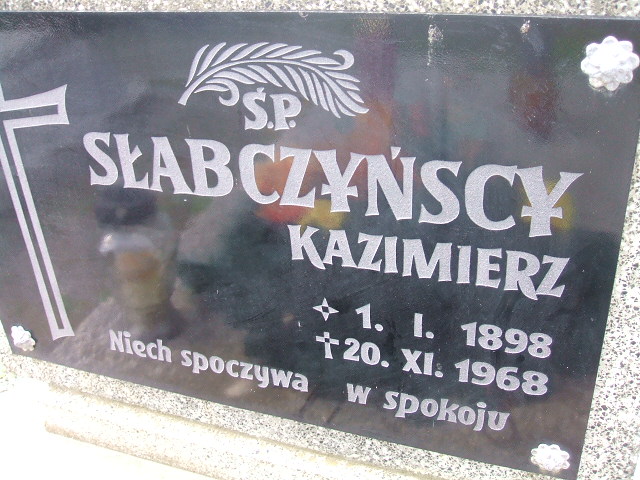 Ś.P.
SŁABCZYŃSCY
KAZIMIERZ
1. I. 1898
20. XI. 1968
Niech spoczywa w spokoju